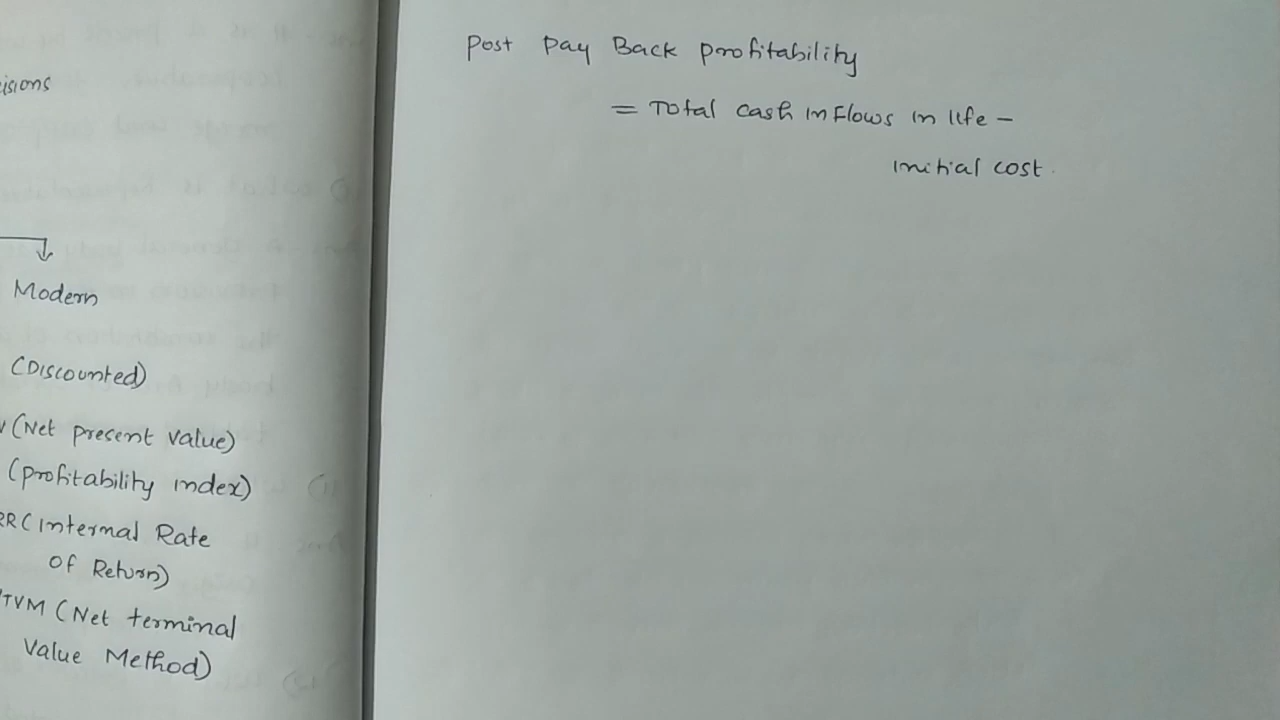 isions
Modern
(Discounted)
(Net present value)
(profitability index)
RR (Internal Rate
of Return)
TVM (Net terminal
Value Method)
Post Pay Back profitability
= Total cash inflows in life -
initial cost.